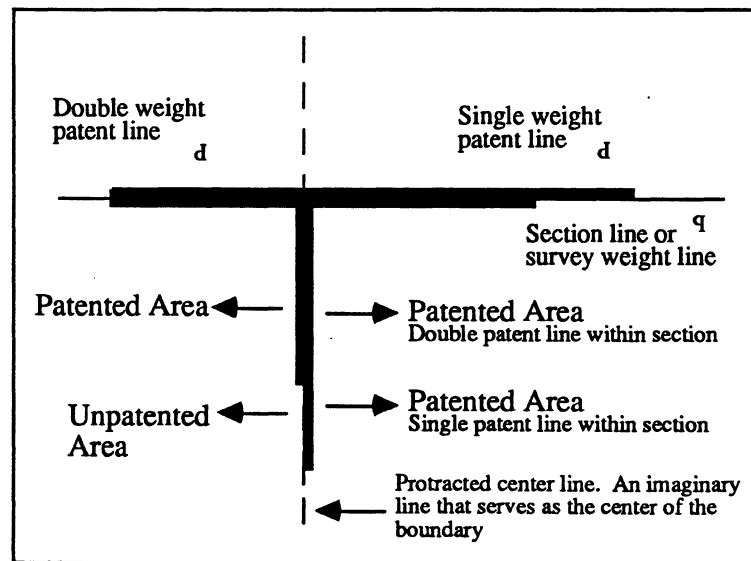 Double weight
patent line
d
Single weight
patent line
d
Section line or
survey weight line
q
Patented Area
Patented Area
Double patent line within section
Unpatented
Area
Patented Area
Single patent line within section
Protracted center line. An imaginary
line that serves as the center of the
boundary